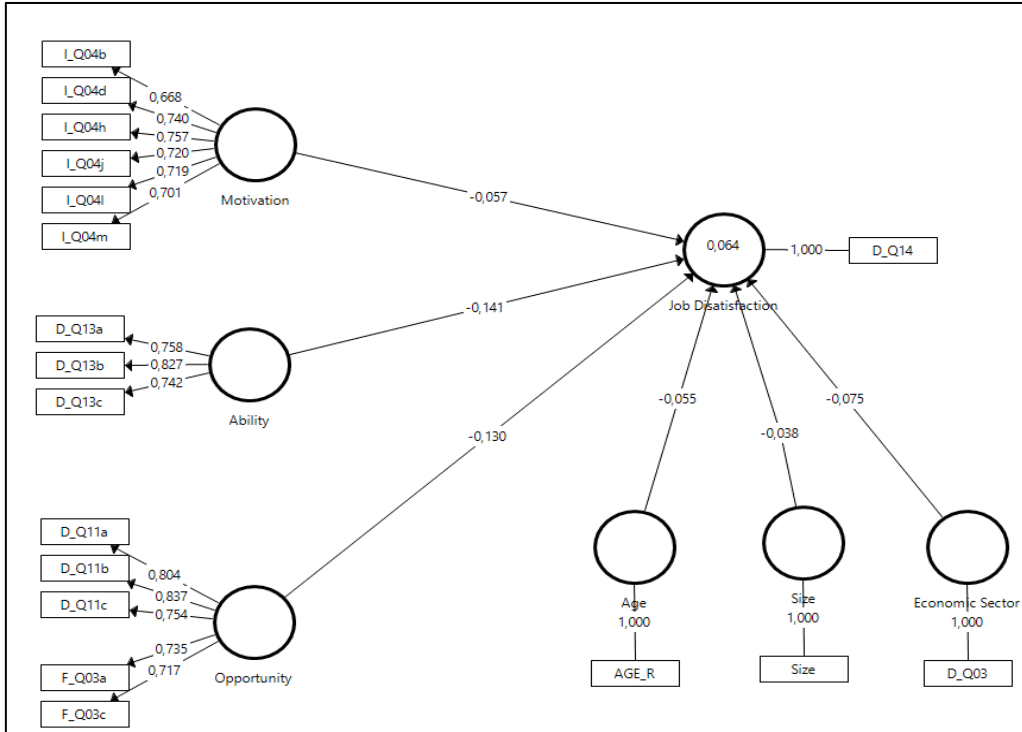 I_Q04b
I_Q04d
I_Q04h
I_Q04j
I_Q04l
I_Q04m
0,668
0,740
0,757
0,720
0,719
0,701
Motivation
-0,057
0,064
1,000
D_Q14
Job Disatisfaction
D_Q13a
D_Q13b
D_Q13c
0,758
0,827
0,742
Ability
-0,141
-0,130
-0,055
-0,038
-0,075
D_Q11a
D_Q11b
D_Q11c
F_Q03a
F_Q03c
0,804
0,837
0,754
0,735
0,717
Opportunity
Age
1,000
AGE_R
Size
1,000
Size
Economic Sector
1,000
D_Q03